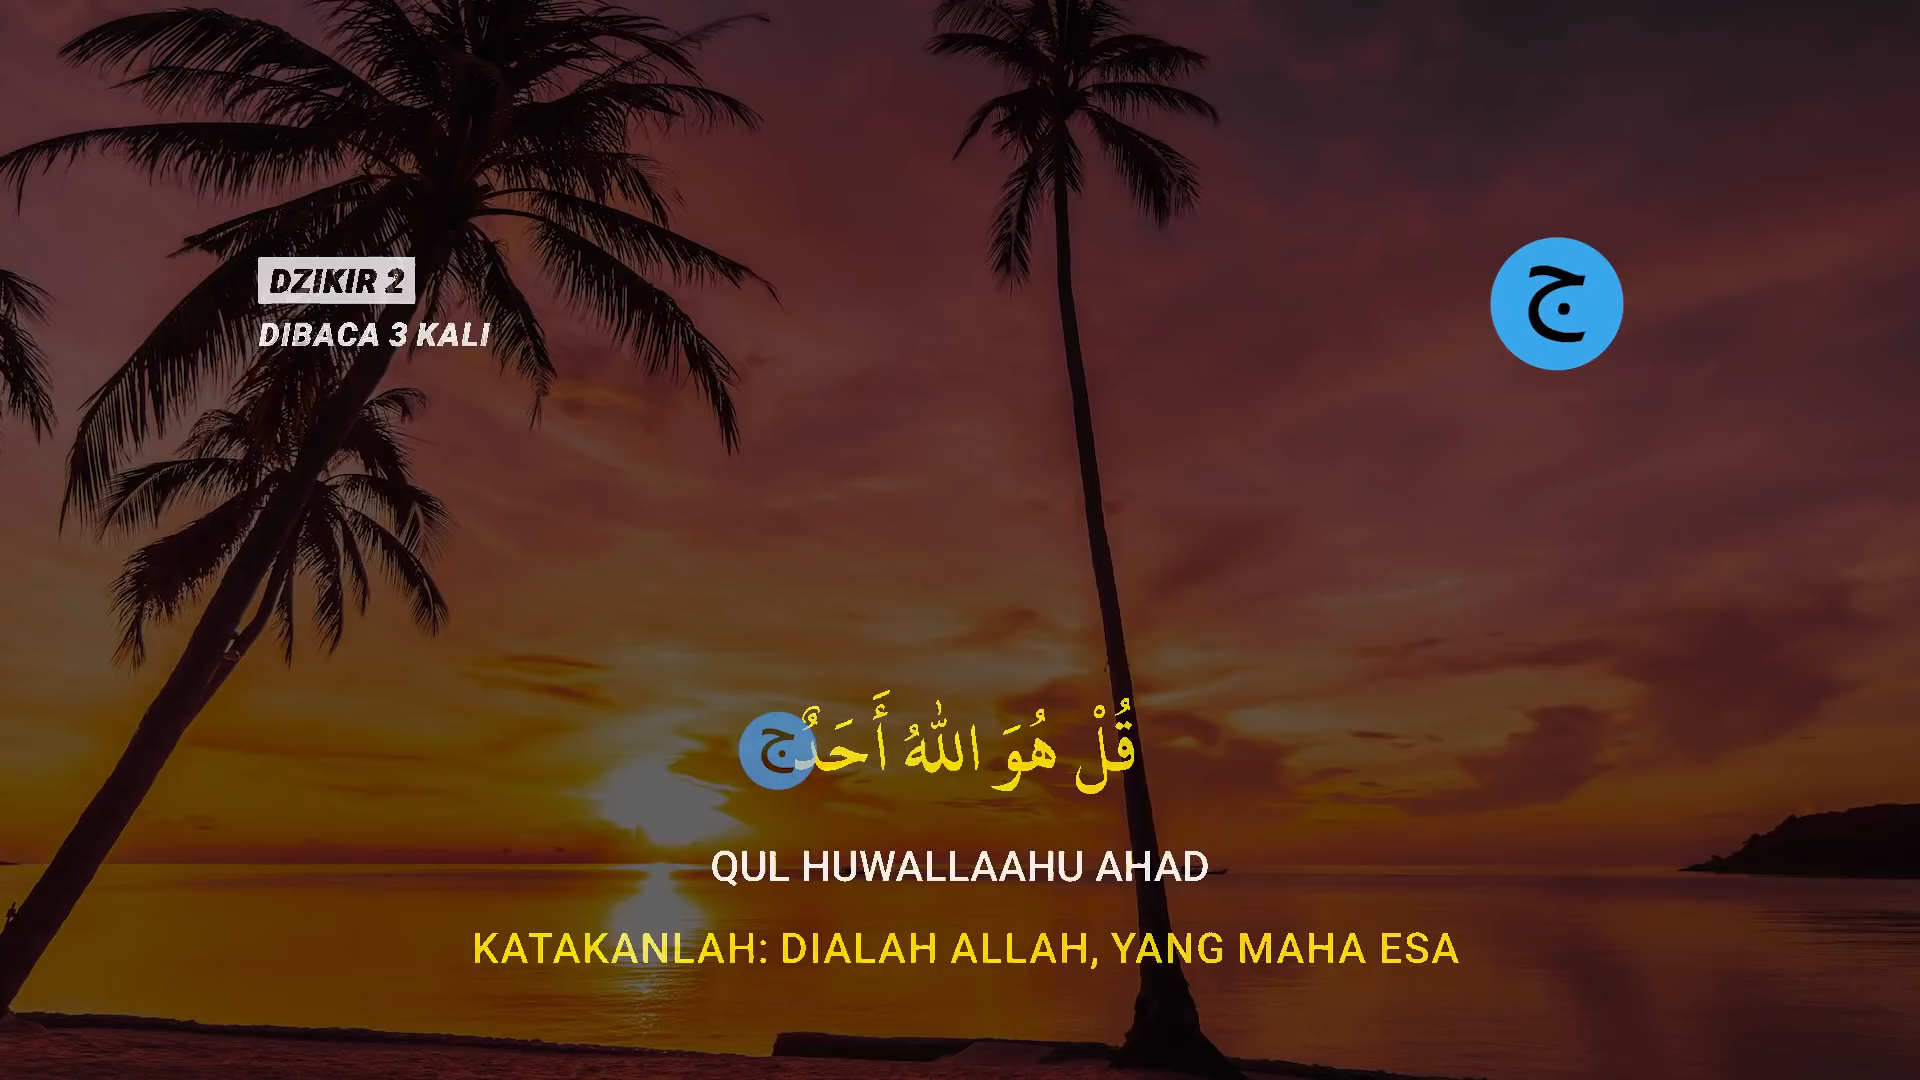 DZIKIR 2
DIBACA 3 KALI
ج
قُلْ هُوَ اللّٰهُ أَحَدٌ ۚ
QUL HUWALLAAHU AHAD
KATAKANLAH: DIALAH ALLAH, YANG MAHA ESA